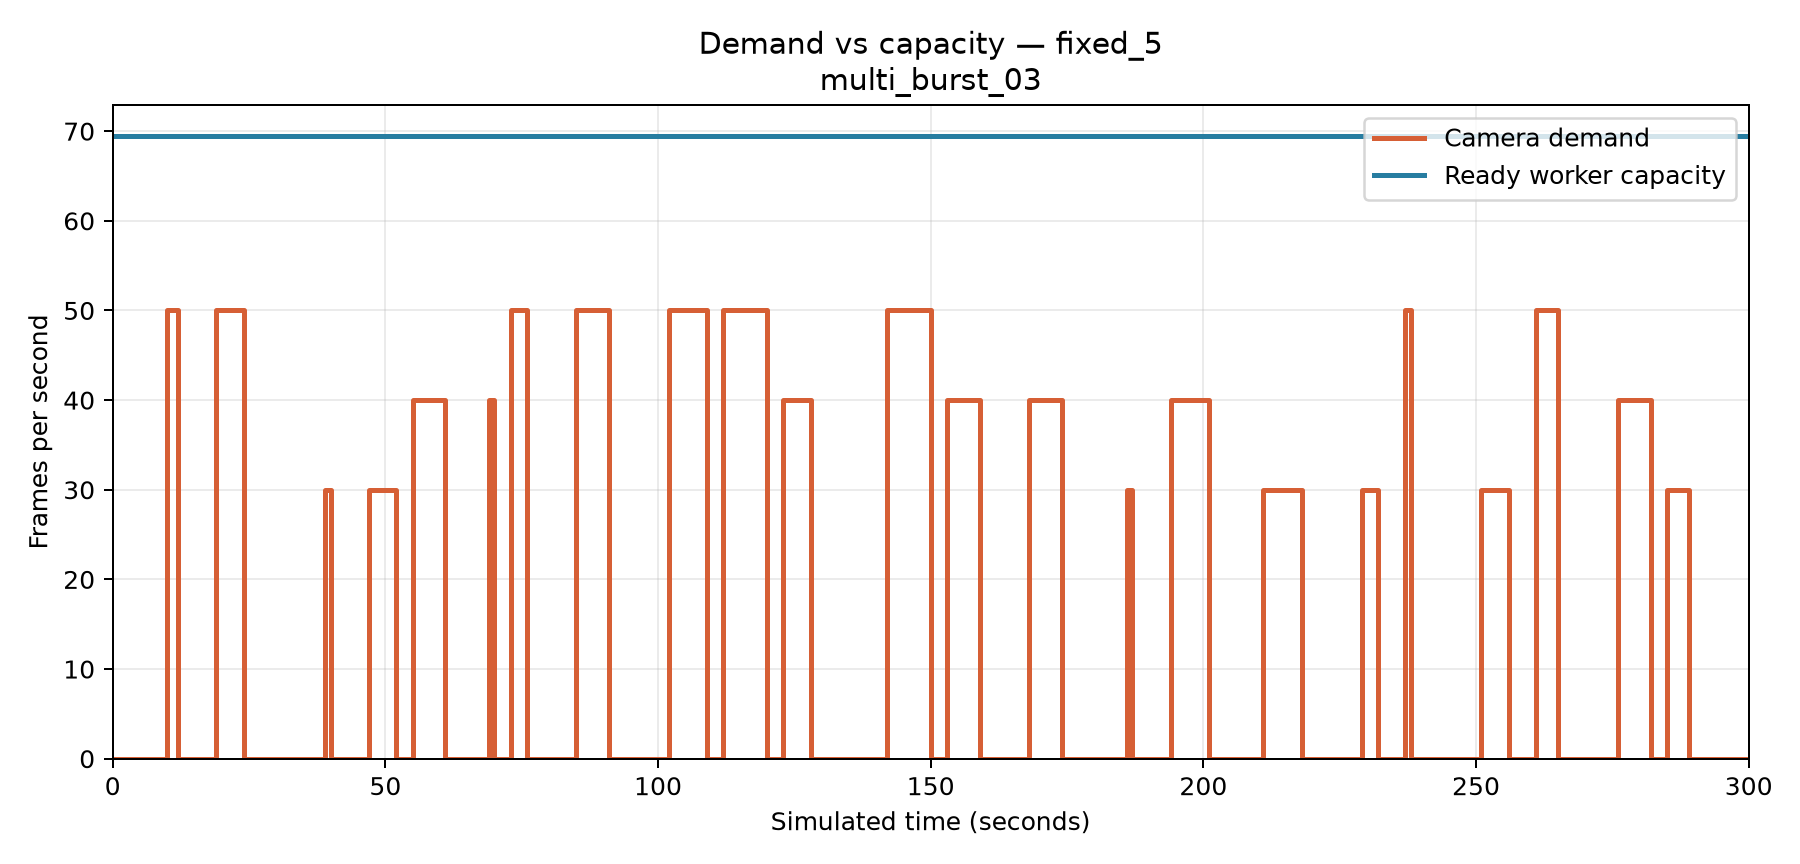 Demand vs capacity — fixed_5
multi_burst_03
70
60
50
40
30
20
10
0
Frames per second
Camera demand
Ready worker capacity
0 50 100 150 200 250 300
Simulated time (seconds)